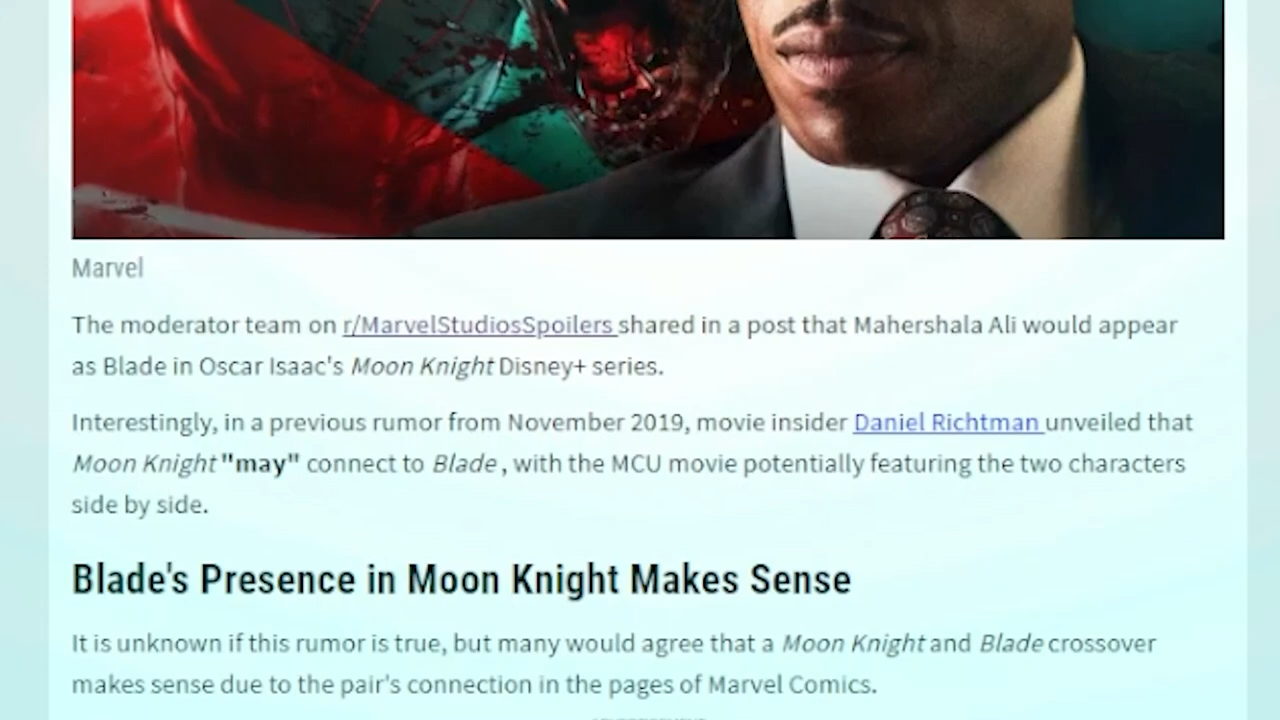 Marvel
The moderator team on r/MarvelStudiosSpoilers shared in a post that Mahershala Ali would appear
as Blade in Oscar Isaac's Moon Knight Disney+ series.
Interestingly, in a previous rumor from November 2019, movie insider Daniel Richtman unveiled that
Moon Knight "may" connect to Blade , with the MCU movie potentially featuring the two characters
side by side.
Blade's Presence in Moon Knight Makes Sense
It is unknown if this rumor is true, but many would agree that a Moon Knight and Blade crossover
makes sense due to the pair's connection in the pages of Marvel Comics.